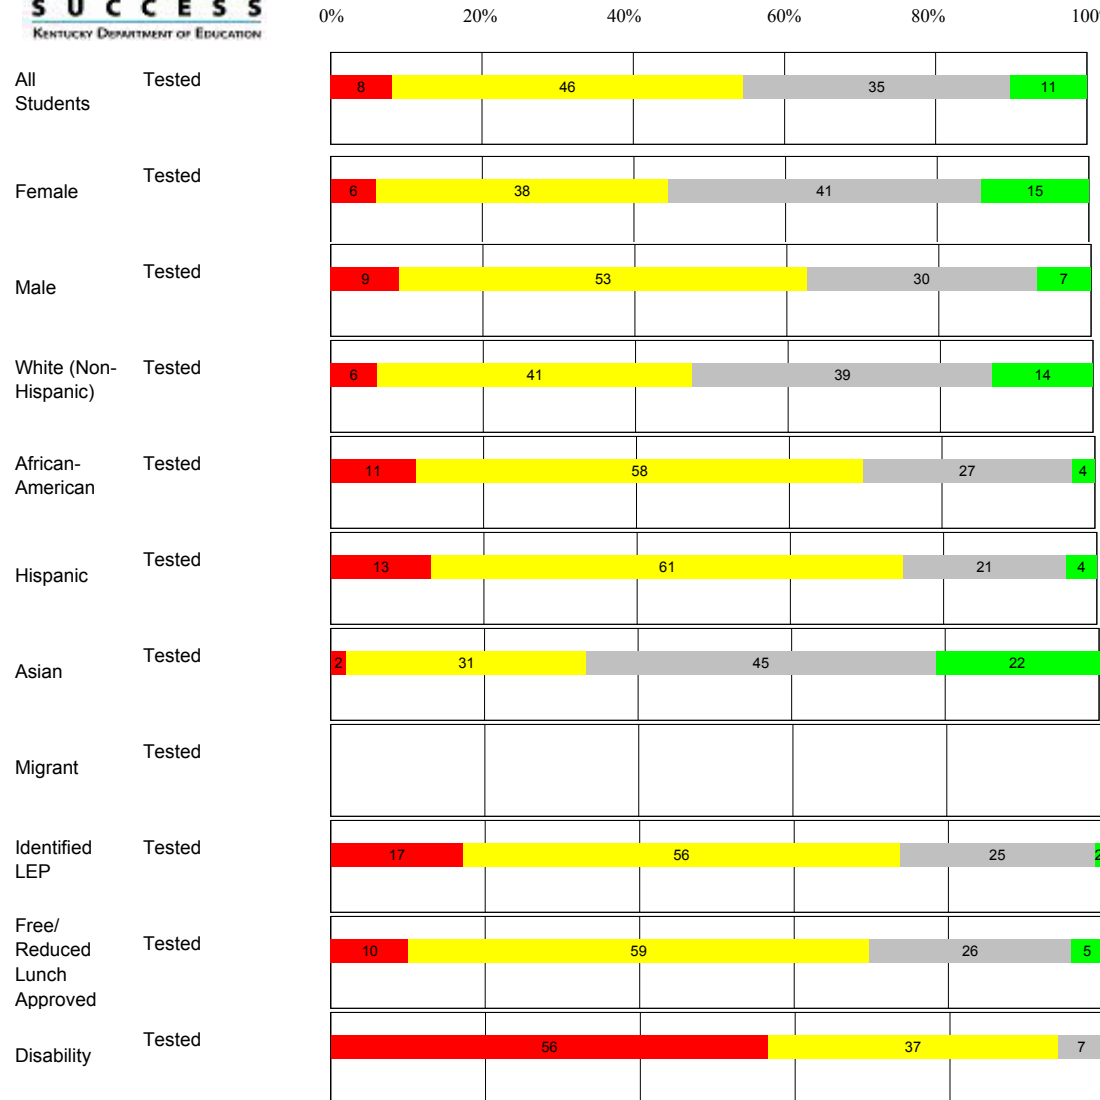 SUCCESS
KENTUCKY DEPARTMENT OF EDUCATION
0% 20% 40% 60% 80% 100%
All Students Tested
8 46 35 11
Female Tested
6 38 41 15
Male Tested
9 53 30 7
White (Non-Hispanic) Tested
6 41 39 14
African-American Tested
11 58 27 4
Hispanic Tested
13 61 21 4
Asian Tested
2 31 45 22
Migrant Tested
Identified LEP Tested
17 56 25 2
Free/ Reduced Lunch Approved Tested
10 59 26 5
Disability Tested
56 37 7